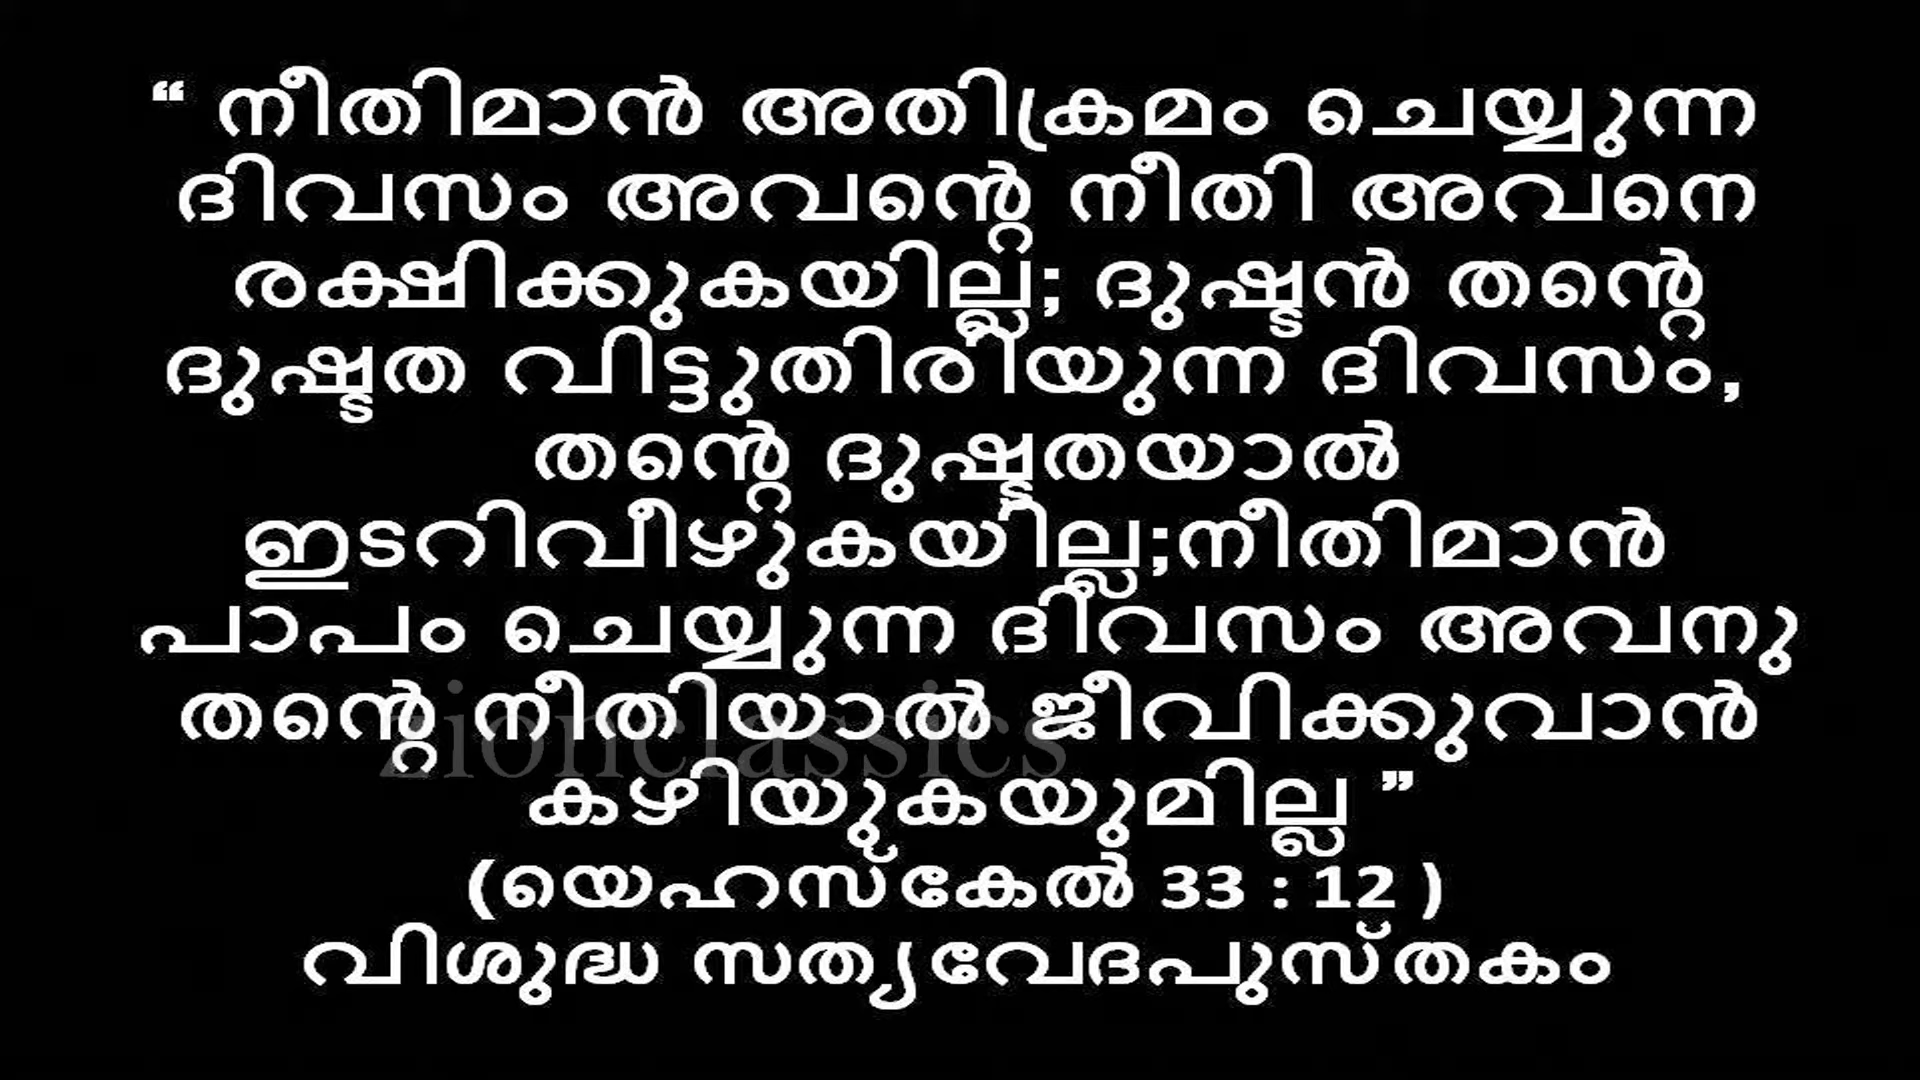 “ നീതിമാൻ അതിക്രമം ചെയ്യുന്ന
ദിവസം അവന്റെ നീതി അവനെ
രക്ഷിക്കുകയില്ല; ദുഷ്ടൻ തന്റെ
ദുഷ്ടത വിട്ടുതിരിയുന്ന ദിവസം,
തന്റെ ദുഷ്ടതയാൽ
ഇടറിവീഴുകയില്ല;നീതിമാൻ
പാപം ചെയ്യുന്ന ദിവസം അവനു
തന്റെ നീതിയാൽ ജീവിക്കുവാൻ
zionclassics
കഴിയുകയുമില്ല ”
(യെഹസ്കേൽ 33 : 12 )
വിശുദ്ധ സത്യവേദപുസ്തകം